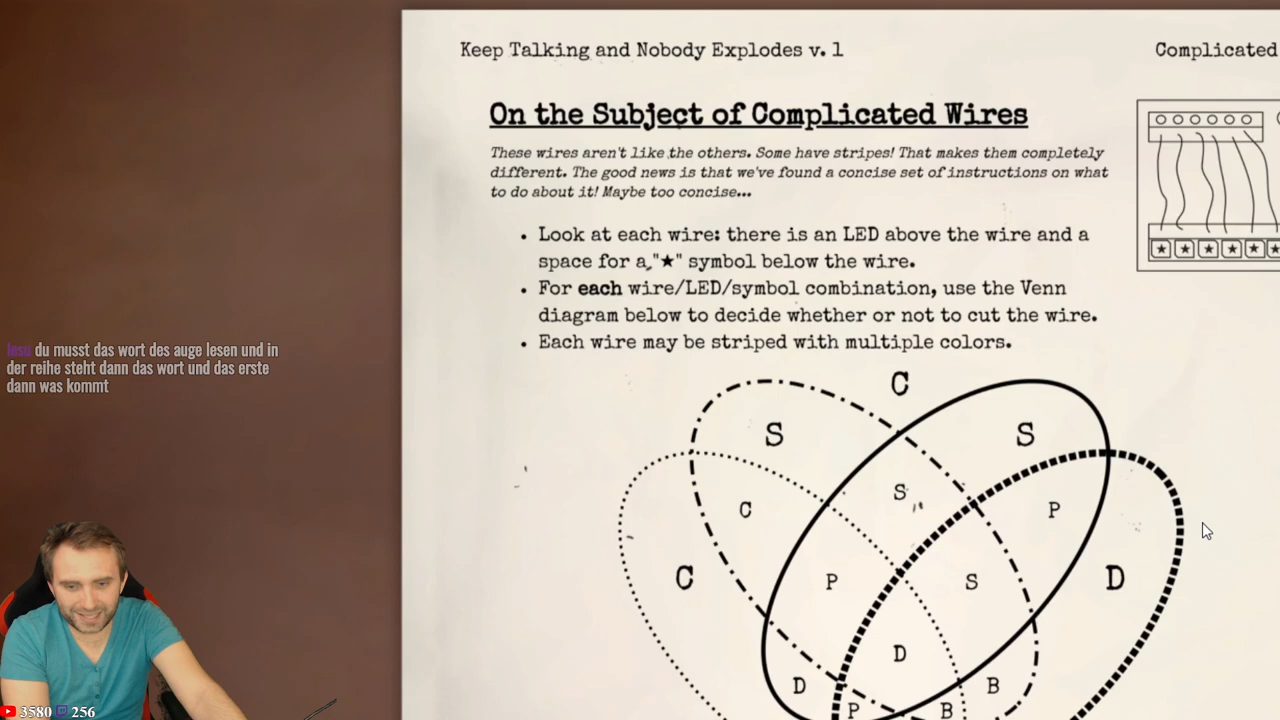 Keep Talking and Nobody Explodes v. 1
Complicated
On the Subject of Complicated Wires
These wires aren't like the others. Some have stripes! That makes them completely
different. The good news is that we've found a concise set of instructions on what
to do about it! Maybe too concise...
• Look at each wire: there is an LED above the wire and a
space for a "★" symbol below the wire.
• For each wire/LED/symbol combination, use the Venn
diagram below to decide whether or not to cut the wire.
• Each wire may be striped with multiple colors.
du musst das wort des auge lesen und in
der reihe steht dann das wort und das erste
dann was kommt
C
S S
S
C P
C D
P S
D
D B
P B
3580 256